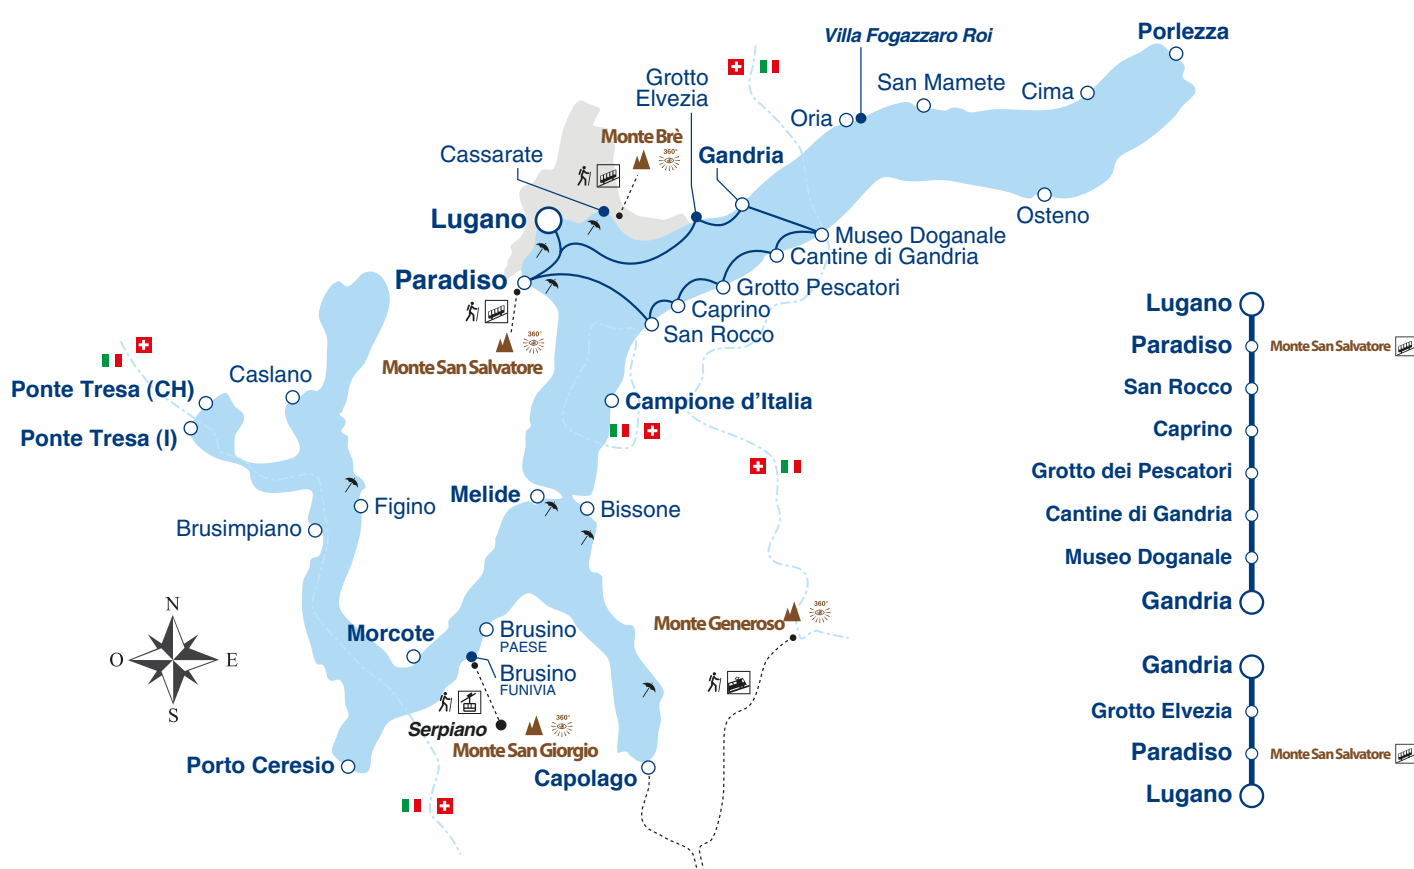 Villa Fogazzaro Roi
Porlezza
Grotto
Elvezia
San Mamete
Cima
Oria
Monte Brè
360°
Cassarate
Gandria
Lugano
Osteno
Museo Doganale
Cantine di Gandria
Paradiso
Grotto Pescatori
Caprino
San Rocco
360°
Monte San Salvatore
Caslano
Ponte Tresa (CH)
Ponte Tresa (I)
Campione d'Italia
Melide
Figino
Bissone
Brusimpiano
N
O
E
S
Monte Generoso
360°
Morcote
Brusino
PAESE
Brusino
FUNIVIA
Serpiano
360°
Monte San Giorgio
Porto Ceresio
Capolago
Lugano
Paradiso
Monte San Salvatore
San Rocco
Caprino
Grotto dei Pescatori
Cantine di Gandria
Museo Doganale
Gandria
Gandria
Grotto Elvezia
Paradiso
Monte San Salvatore
Lugano